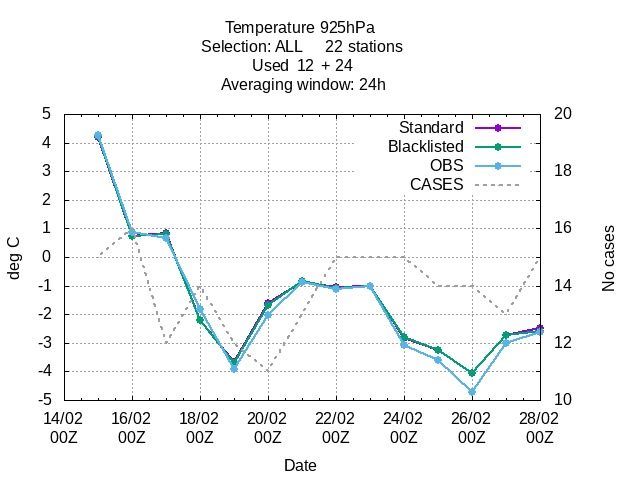 Temperature 925hPa
Selection: ALL 22 stations
Used 12 + 24
Averaging window: 24h
5 20
Standard
4 Blacklisted
OBS
3 18
CASES
2
1 16
0
-1 14
-2
-3 12
-4
-5 10
deg C
No cases
14/02 16/02 18/02 20/02 22/02 24/02 26/02 28/02
00Z 00Z 00Z 00Z 00Z 00Z 00Z 00Z
Date